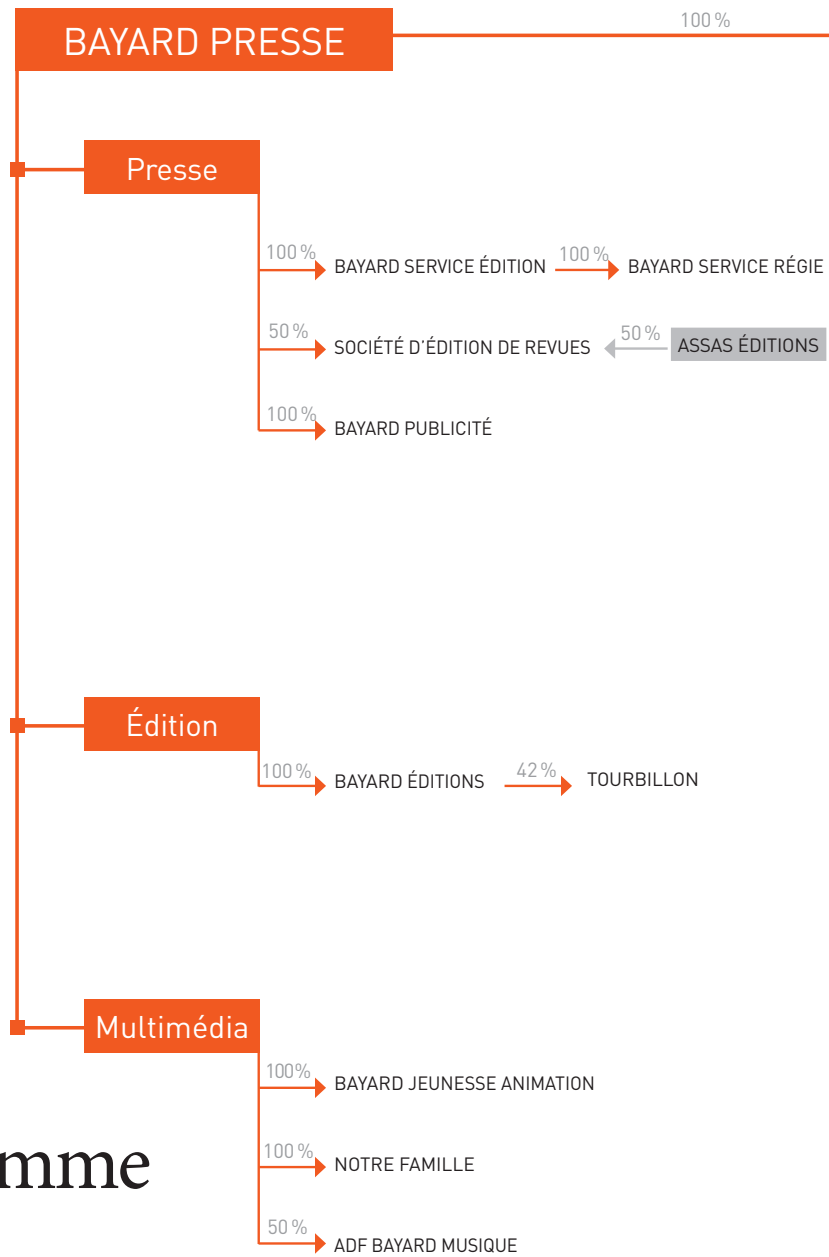 BAYARD PRESSE
100 %
Presse
100 %
BAYARD SERVICE ÉDITION
100 %
BAYARD SERVICE RÉGIE
50 %
SOCIÉTÉ D'ÉDITION DE REVUES
50 %
ASSAS ÉDITIONS
100 %
BAYARD PUBLICITÉ
Édition
100 %
BAYARD ÉDITIONS
42 %
TOURBILLON
Multimédia
100%
BAYARD JEUNESSE ANIMATION
100 %
NOTRE FAMILLE
mme
50 %
ADF BAYARD MUSIQUE